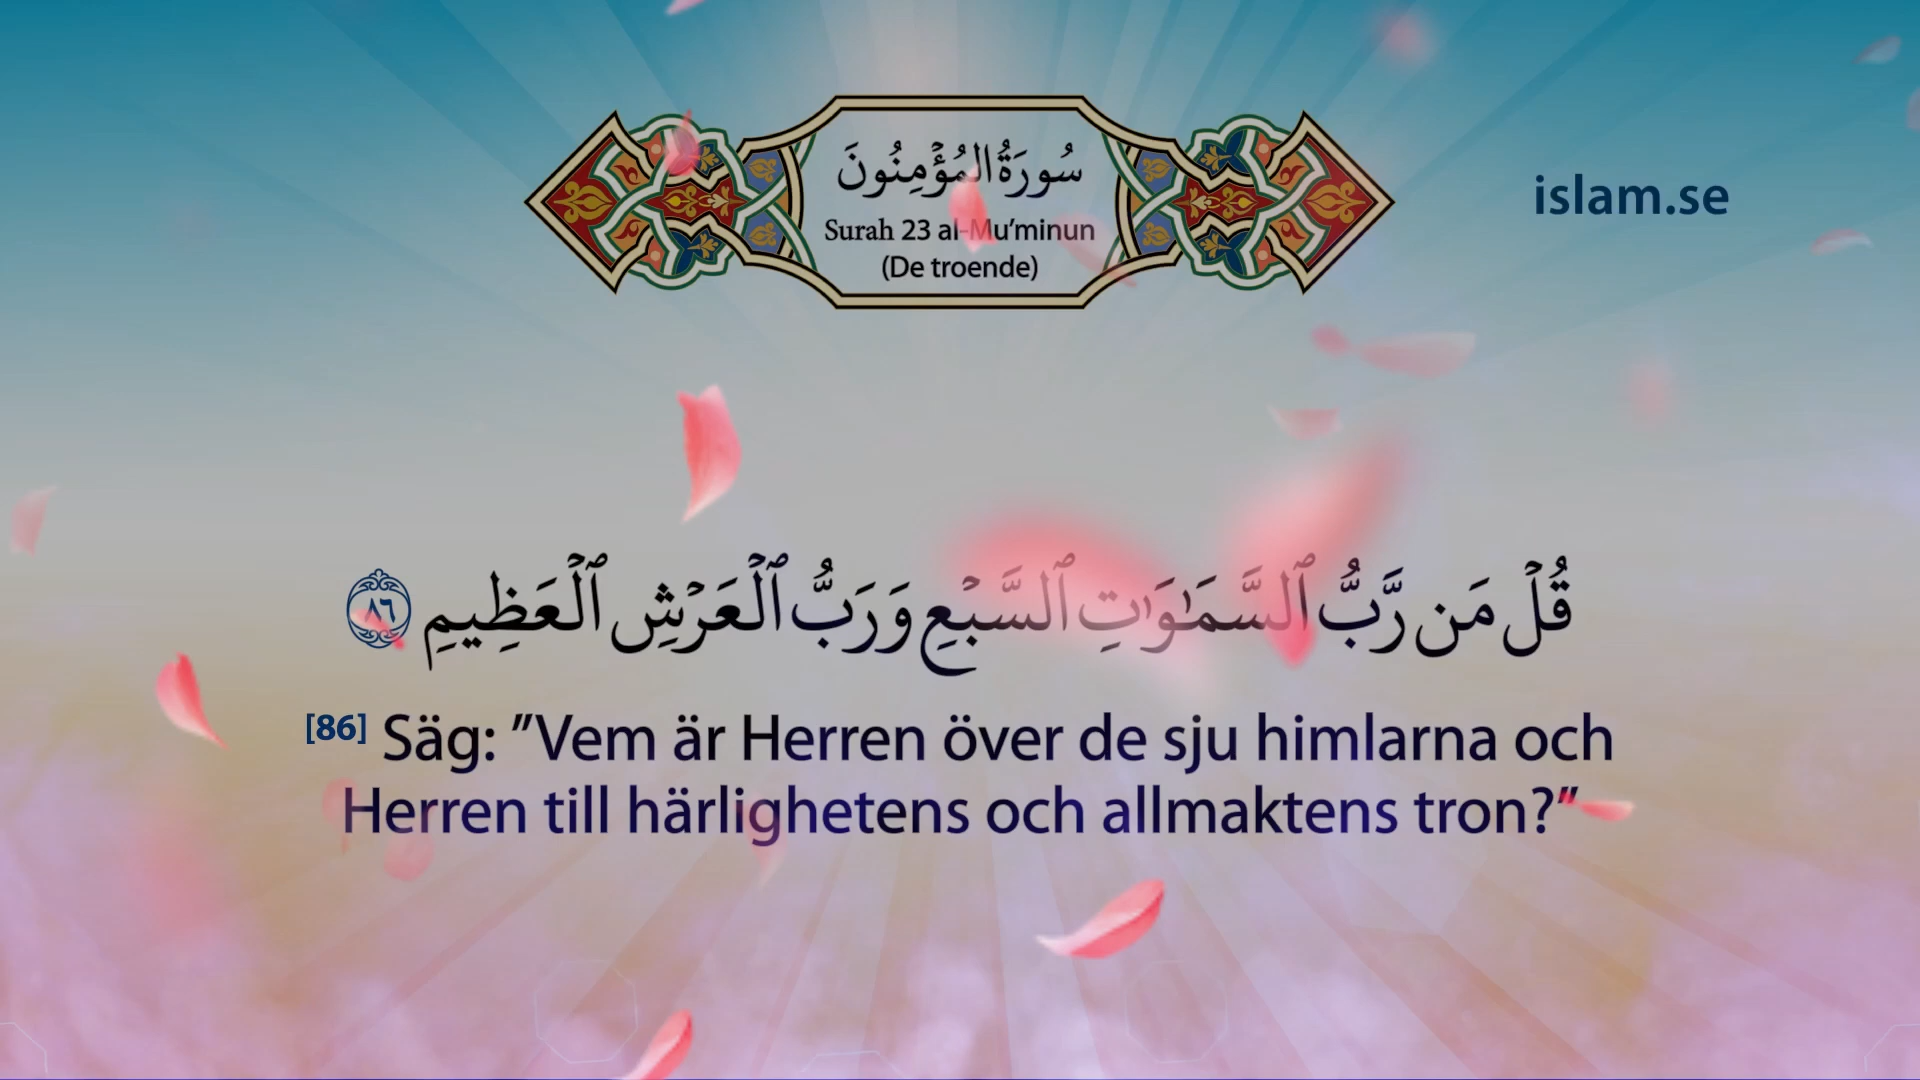 سُورَةُ المُؤْمِنُونَ
Surah 23 al-Mu’minun
(De troende)
islam.se
قُلۡ مَن رَّبُّ ٱلسَّمَـٰوَٰتِ ٱلسَّبۡعِ وَرَبُّ ٱلۡعَرۡشِ ٱلۡعَظِيمِ ٨٦
[86] Säg: ”Vem är Herren över de sju himlarna och
Herren till härlighetens och allmaktens tron?”